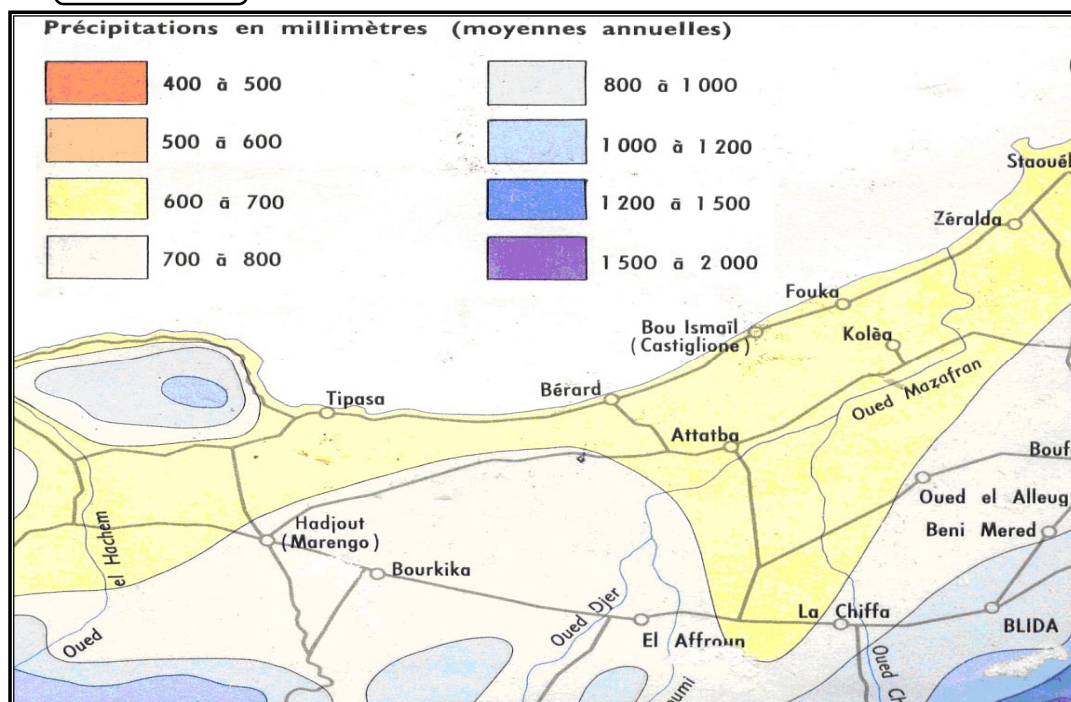 Précipitations en millimètres (moyennes annuelles)
400 à 500
500 à 600
600 à 700
700 à 800
800 à 1 000
1 000 à 1 200
1 200 à 1 500
1 500 à 2 000
Staouël
Zéralda
Fouka
Bou Ismaïl
(Castiglione)
Kolèa
Bérard
Tipasa
Oued Mazafran
Attatba
Bouf
Oued el Alleug
Beni Mered
Hadjout
(Marengo)
Oued el Hachem
Bourkika
Oued Djer
El Affroun
La Chiffa
BLIDA
Oued Ch
oumi